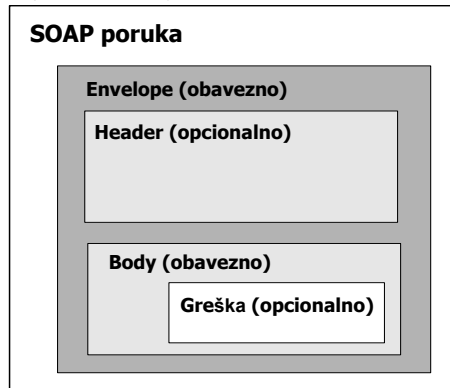 SOAP poruka
Envelope (obavezno)
Header (opcionalno)
Body (obavezno)
Greška (opcionalno)